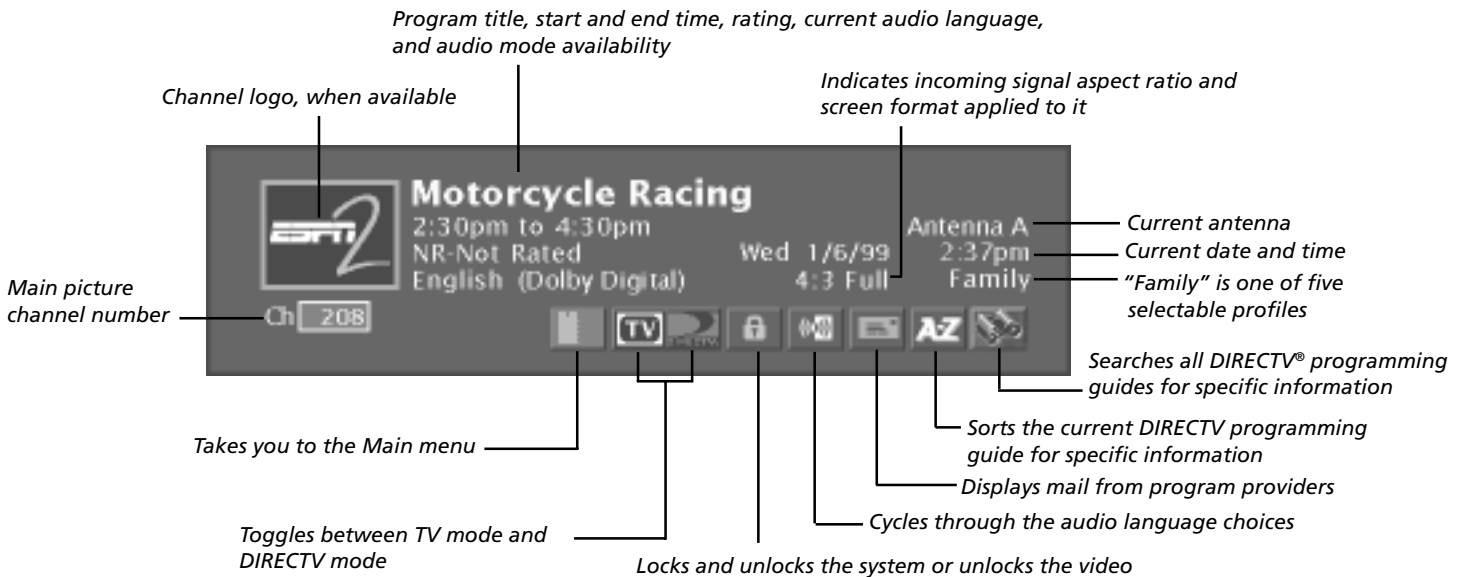 Program title, start and end time, rating, current audio language,
and audio mode availability
Indicates incoming signal aspect ratio and
screen format applied to it
Channel logo, when available
Motorcycle Racing
2:30pm to 4:30pm
NR-Not Rated
English (Dolby Digital)
ESPN 2
Antenna A
Wed 1/6/99 2:37pm
4:3 Full Family
Current antenna
Current date and time
“Family” is one of five
selectable profiles
Main picture
channel number
Ch 208
TV
DIRECTV
A-Z
Searches all DIRECTV® programming
guides for specific information
Sorts the current DIRECTV programming
guide for specific information
Takes you to the Main menu
Displays mail from program providers
Cycles through the audio language choices
Toggles between TV mode and
DIRECTV mode
Locks and unlocks the system or unlocks the video